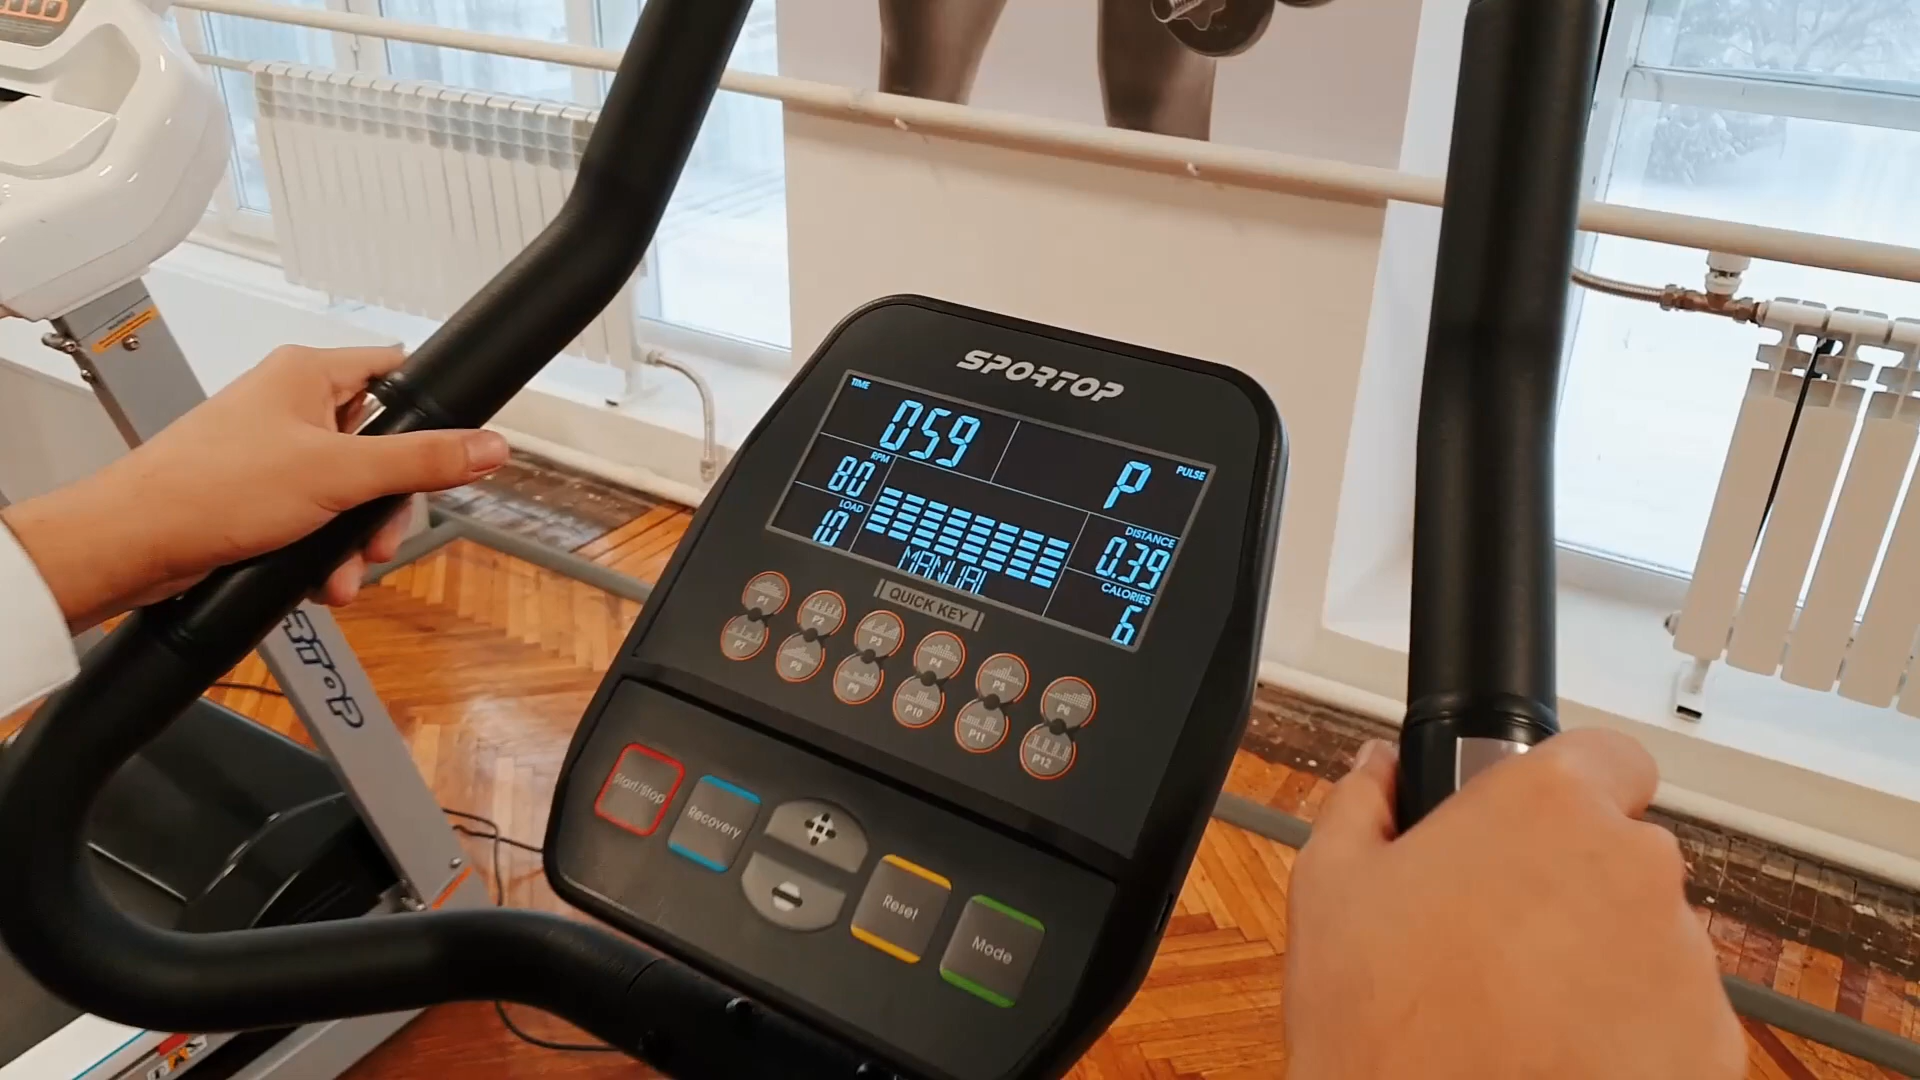 SPORTOP
TIME
059
P
PULSE
RPM
80
LOAD
10
DISTANCE
0.39
MANUAL
CALORIES
6
QUICK KEY
P1
P2
P3
P4
P5
P6
P7
P8
P9
P10
P11
P12
Start/Stop
Recovery
Reset
Mode